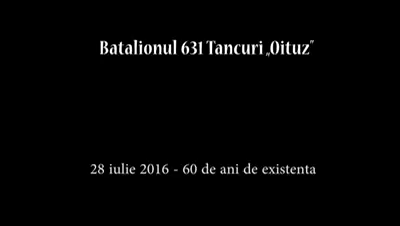 Batalionul 631 Tancuri „Oituz”
28 iulie 2016 - 60 de ani de existenta